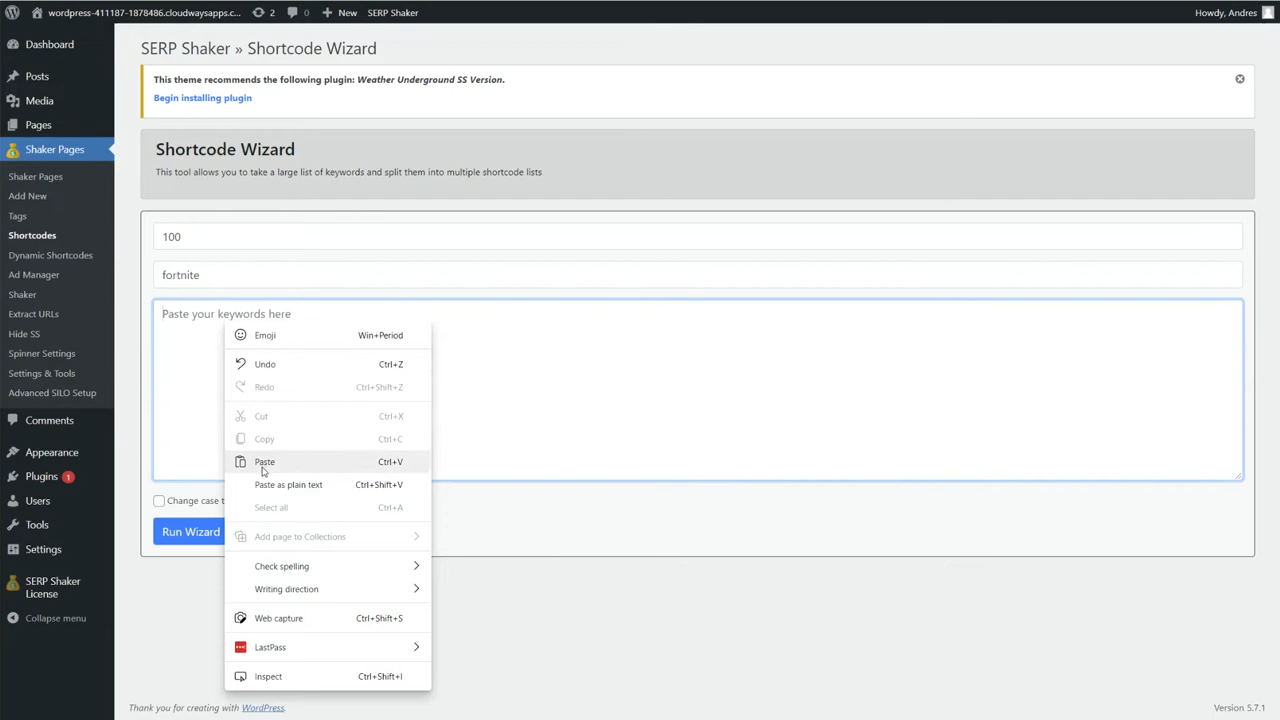 wordpress-411187-1878486.cloudwaysapps.c... 2 0 New SERP Shaker Howdy, Andres
Dashboard
Posts
Media
Pages
Shaker Pages
Shaker Pages
Add New
Tags
Shortcodes
Dynamic Shortcodes
Ad Manager
Shaker
Extract URLs
Hide SS
Spinner Settings
Settings & Tools
Advanced SILO Setup
Comments
Appearance
Plugins 1
Users
Tools
Settings
SERP Shaker
License
Collapse menu
SERP Shaker » Shortcode Wizard
This theme recommends the following plugin: Weather Underground SS Version.
Begin installing plugin
Shortcode Wizard
This tool allows you to take a large list of keywords and split them into multiple shortcode lists
100
fortnite
Paste your keywords here
Change case t
Run Wizard
Emoji Win+Period
Undo Ctrl+Z
Redo Ctrl+Shift+Z
Cut Ctrl+X
Copy Ctrl+C
Paste Ctrl+V
Paste as plain text Ctrl+Shift+V
Select all Ctrl+A
Add page to Collections
Check spelling
Writing direction
Web capture Ctrl+Shift+S
LastPass
Inspect Ctrl+Shift+I
Thank you for creating with WordPress. Version 5.7.1